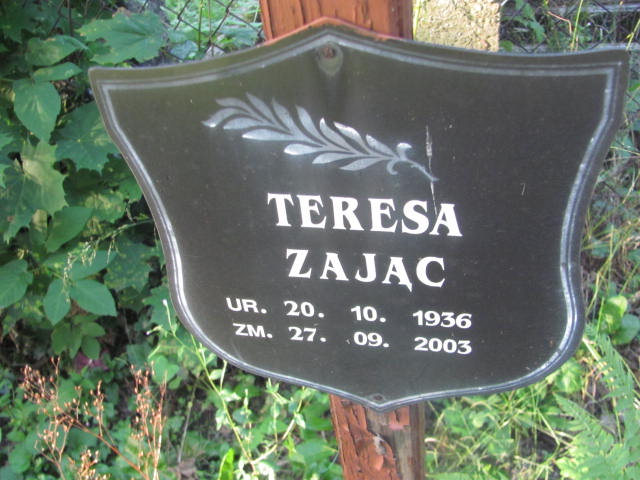 TERESA
ZAJĄC
UR. 20. 10. 1936
ZM. 27. 09. 2003